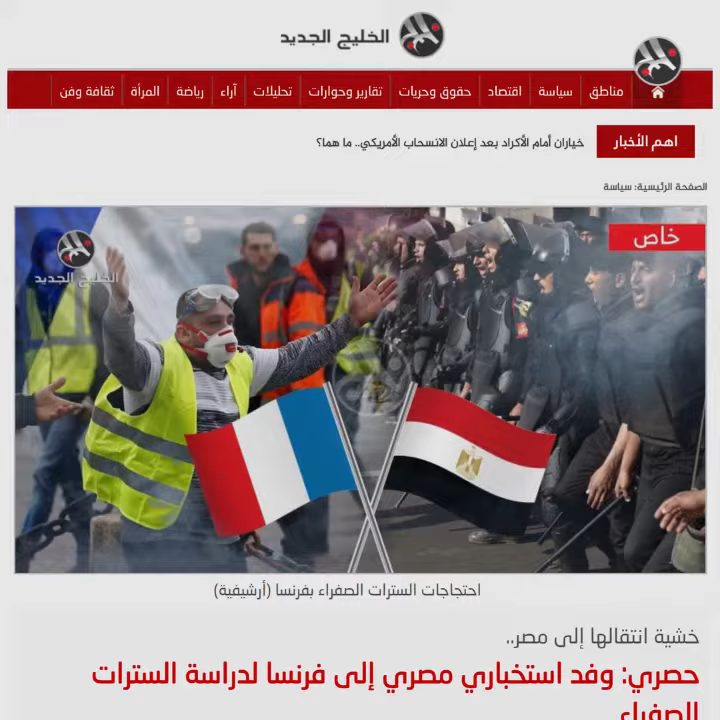 الخليج الجديد
مناطق سياسة اقتصاد حقوق وحريات تقارير وحوارات تحليلات آراء رياضة المرأة ثقافة وفن
اهم الأخبار خياران أمام الأكراد بعد إعلان الانسحاب الأمريكي.. ما هما؟
الصفحة الرئيسية: سياسة
خاص
الخليج الجديد
احتجاجات السترات الصفراء بفرنسا (أرشيفية)
خشية انتقالها إلى مصر..
حصري: وفد استخباري مصري إلى فرنسا لدراسة السترات
الصفراء